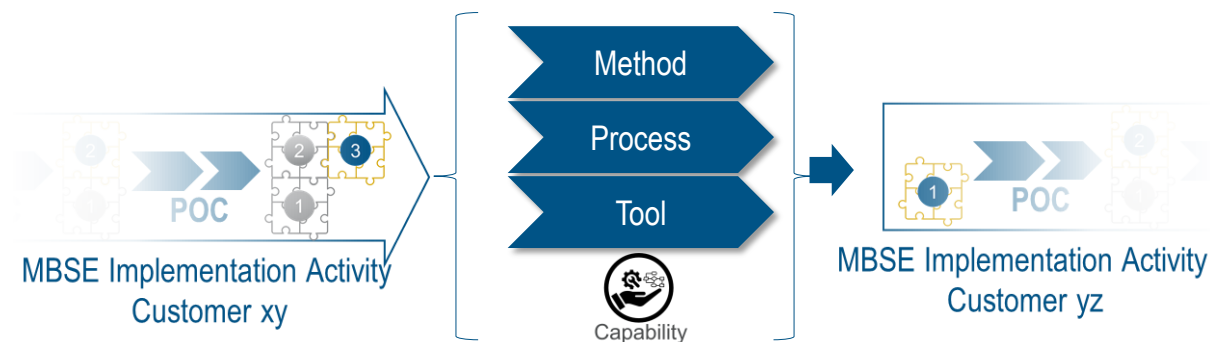 2
1
POC
2
3
1
MBSE Implementation Activity
Customer xy
Method
Process
Tool
Capability
1
POC
2
1
MBSE Implementation Activity
Customer yz